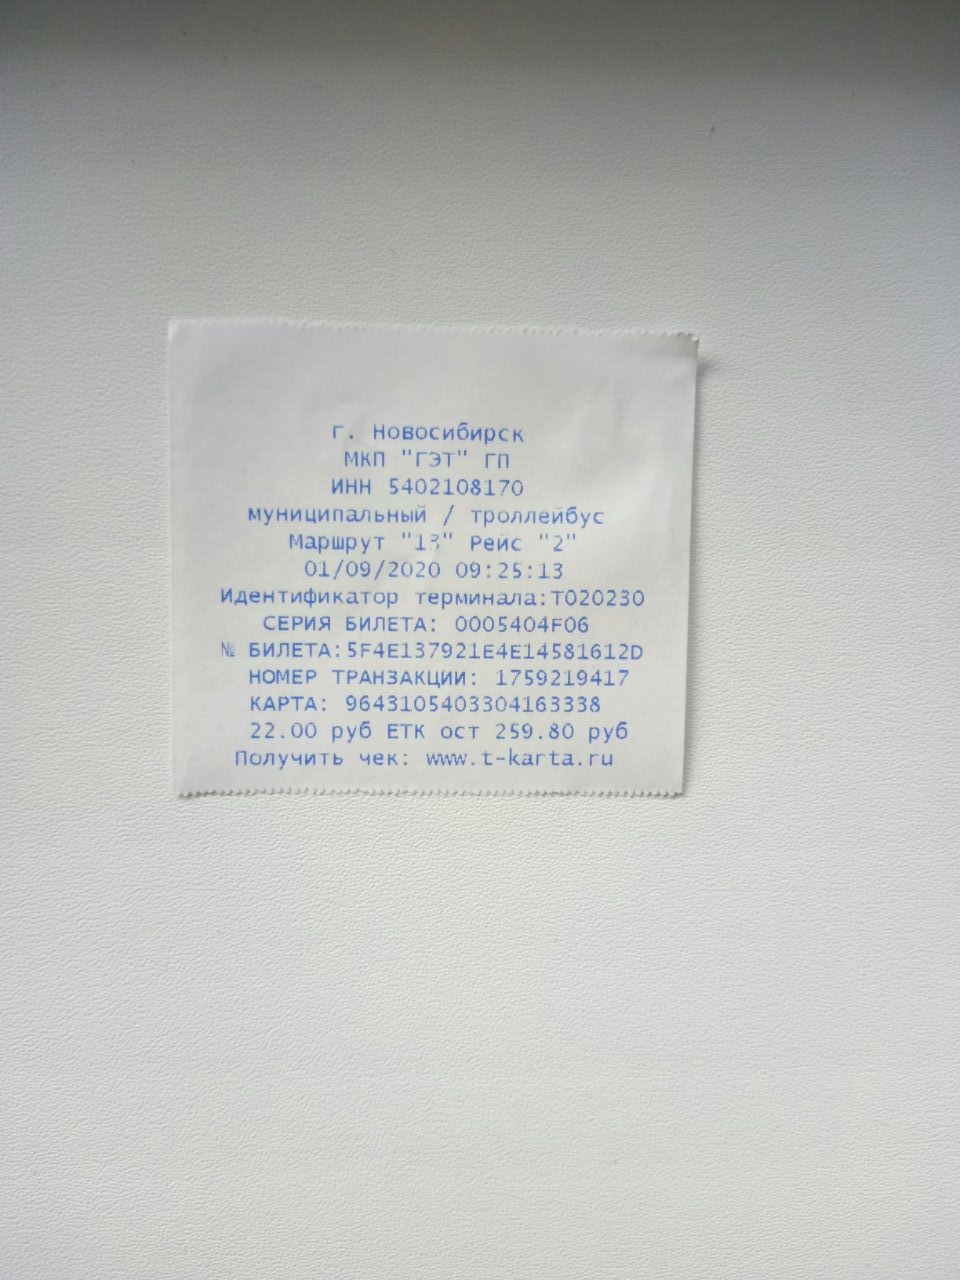 г. Новосибирск
МКП "ГЭТ" ГП
ИНН 5402108170
муниципальный / троллейбус
Маршрут "13" Рейс "2"
01/09/2020 09:25:13
Идентификатор терминала:T020230
СЕРИЯ БИЛЕТА: 0005404F06
№ БИЛЕТА:5F4E137921E4E14581612D
НОМЕР ТРАНЗАКЦИИ: 1759219417
КАРТА: 9643105403304163338
22.00 руб ЕТК ост 259.80 руб
Получить чек: www.t-karta.ru